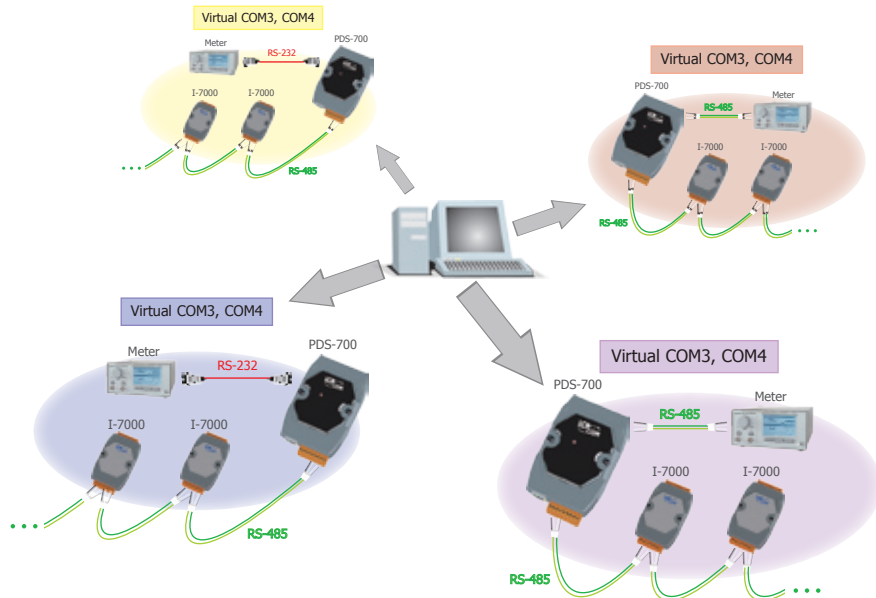 Virtual COM3, COM4
PDS-700
Meter
RS-232
I-7000
I-7000
RS-485
Virtual COM3, COM4
PDS-700
Meter
RS-485
I-7000
I-7000
RS-485
Virtual COM3, COM4
PDS-700
Meter
RS-232
I-7000
I-7000
RS-485
Virtual COM3, COM4
PDS-700
Meter
RS-485
I-7000
I-7000
RS-485